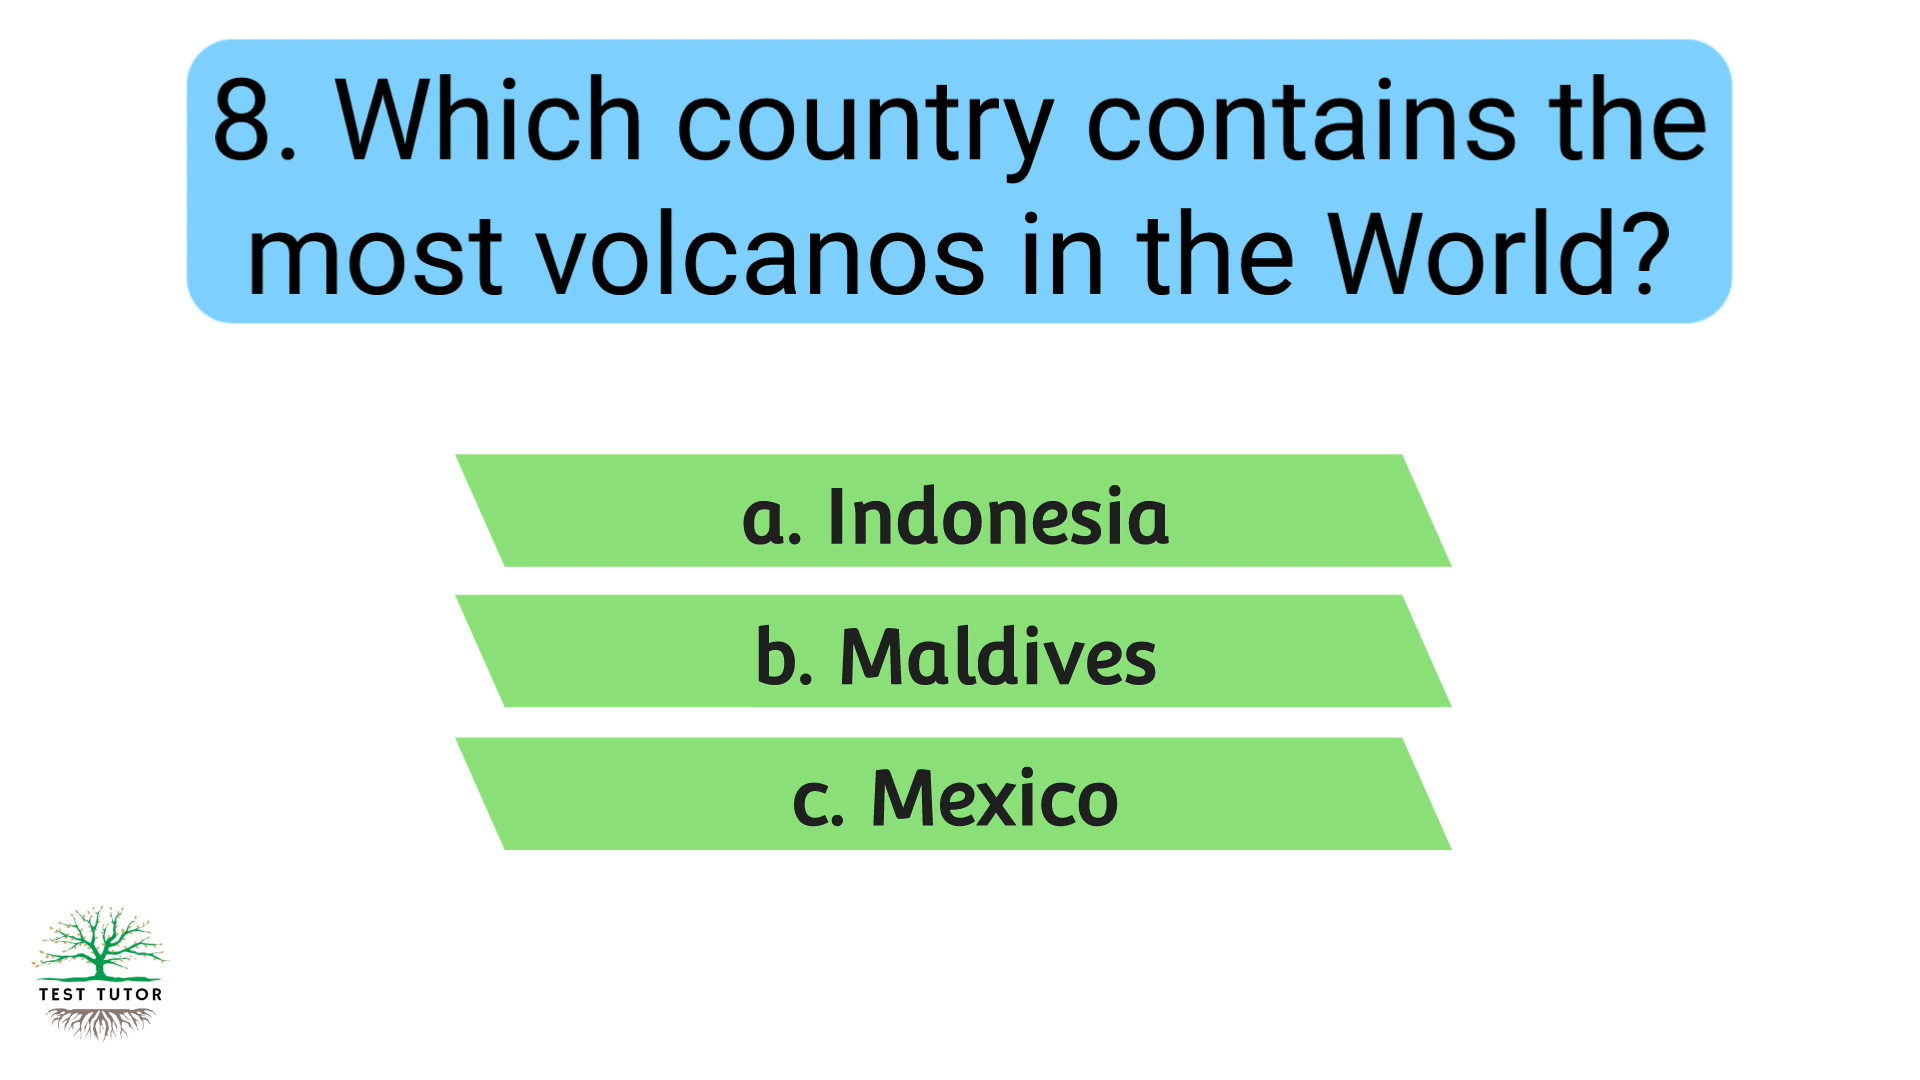 8. Which country contains the
most volcanos in the World?
a. Indonesia
b. Maldives
c. Mexico
TEST TUTOR